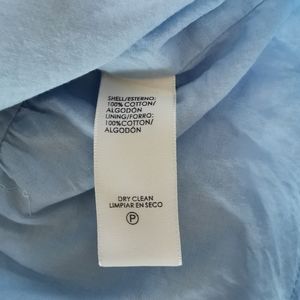 SHELL/ESTERNO:
100% COTTON/
ALGODÓN
LINING/FORRO:
100%COTTON/
ALGODÓN
DRY CLEAN
LIMPIAR EN SECO
P